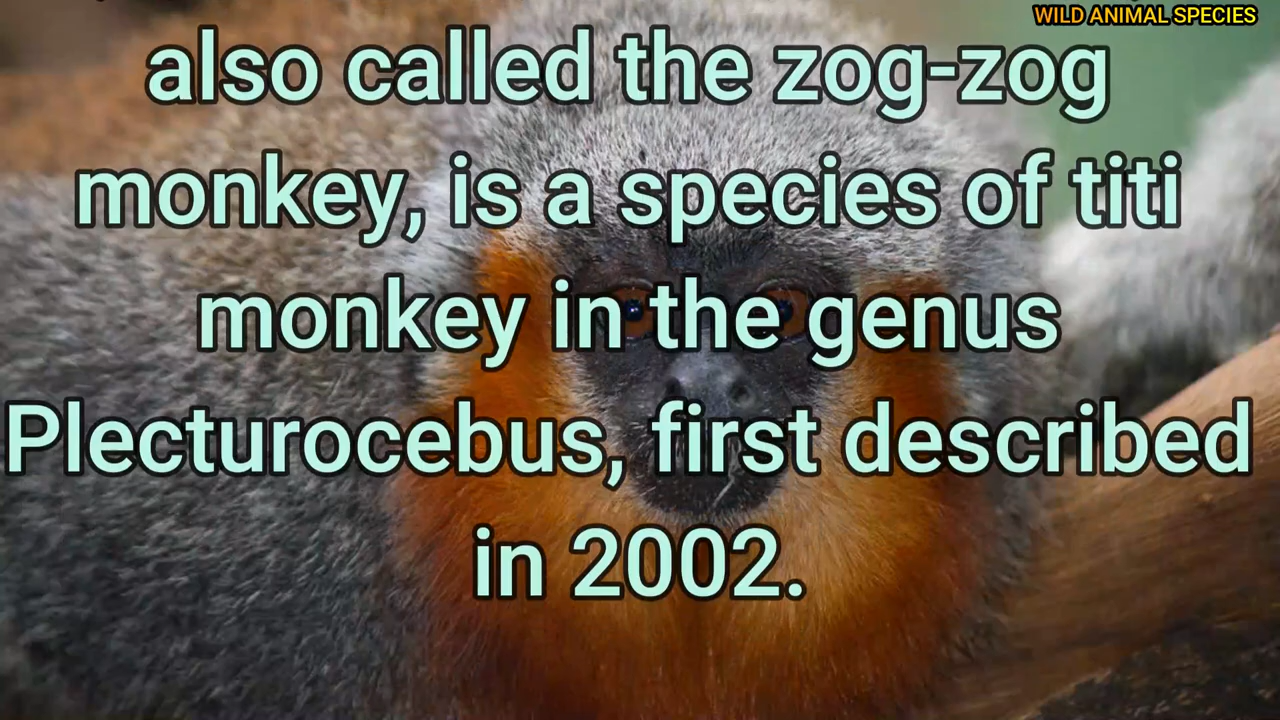 WILD ANIMAL SPECIES
also called the zog-zog
monkey, is a species of titi
monkey in the genus
Plecturocebus, first described
in 2002.